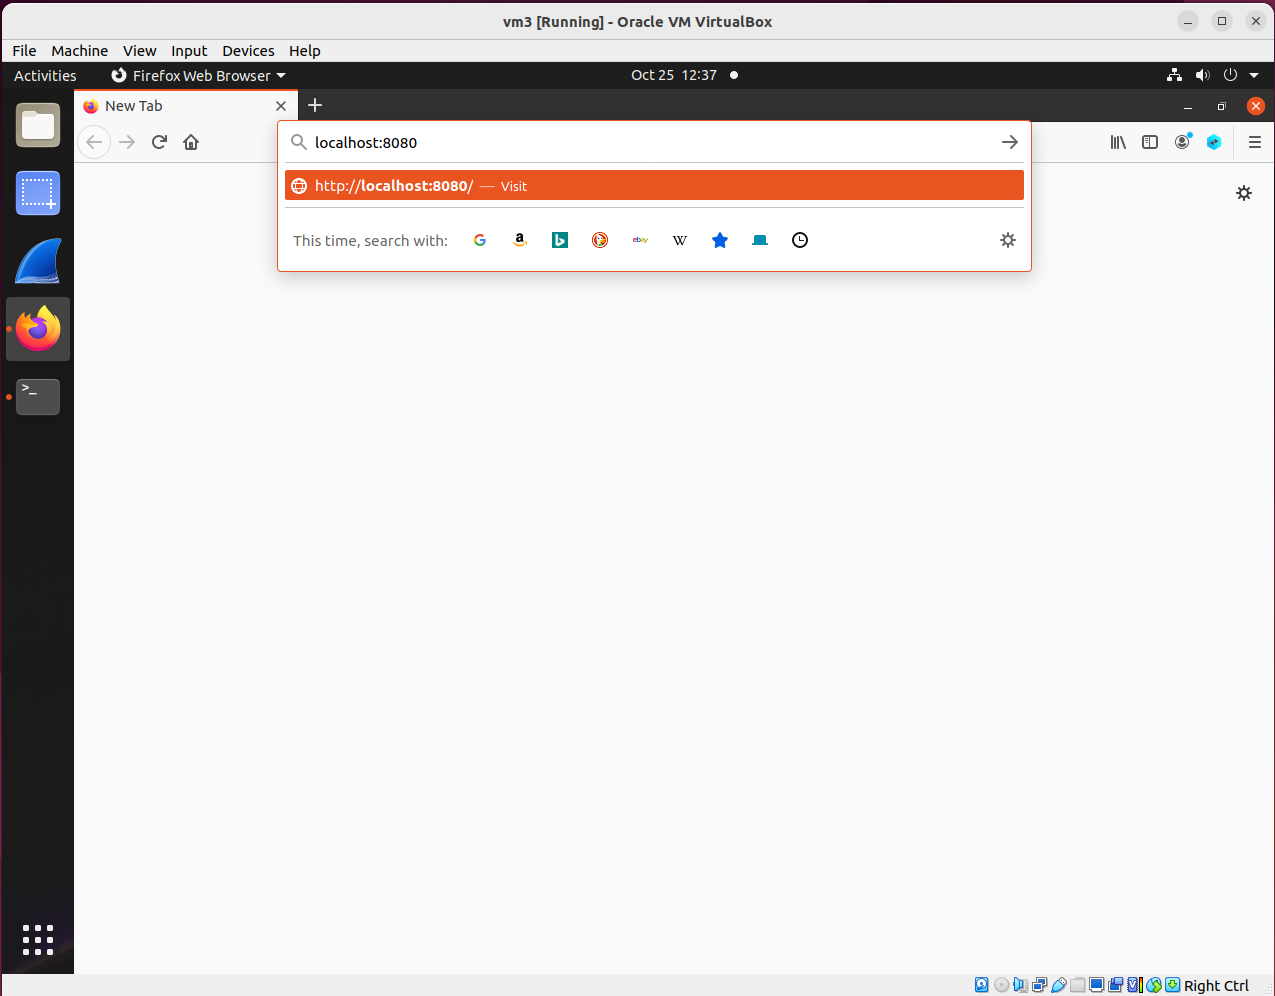 vm3 [Running] - Oracle VM VirtualBox
File Machine View Input Devices Help
Activities Firefox Web Browser Oct 25 12:37
New Tab
localhost:8080
http://localhost:8080/ — Visit
This time, search with: G a b ebay W
>_
Right Ctrl